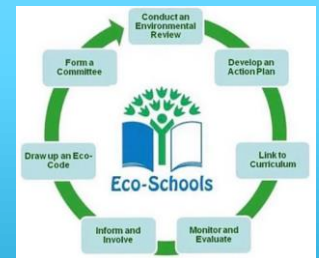 Conduct an
Environmental
Review
Develop an
Action Plan
Link to
Curriculum
Monitor and
Evaluate
Inform and
Involve
Draw up an Eco-
Code
Form a
Committee
Eco-Schools